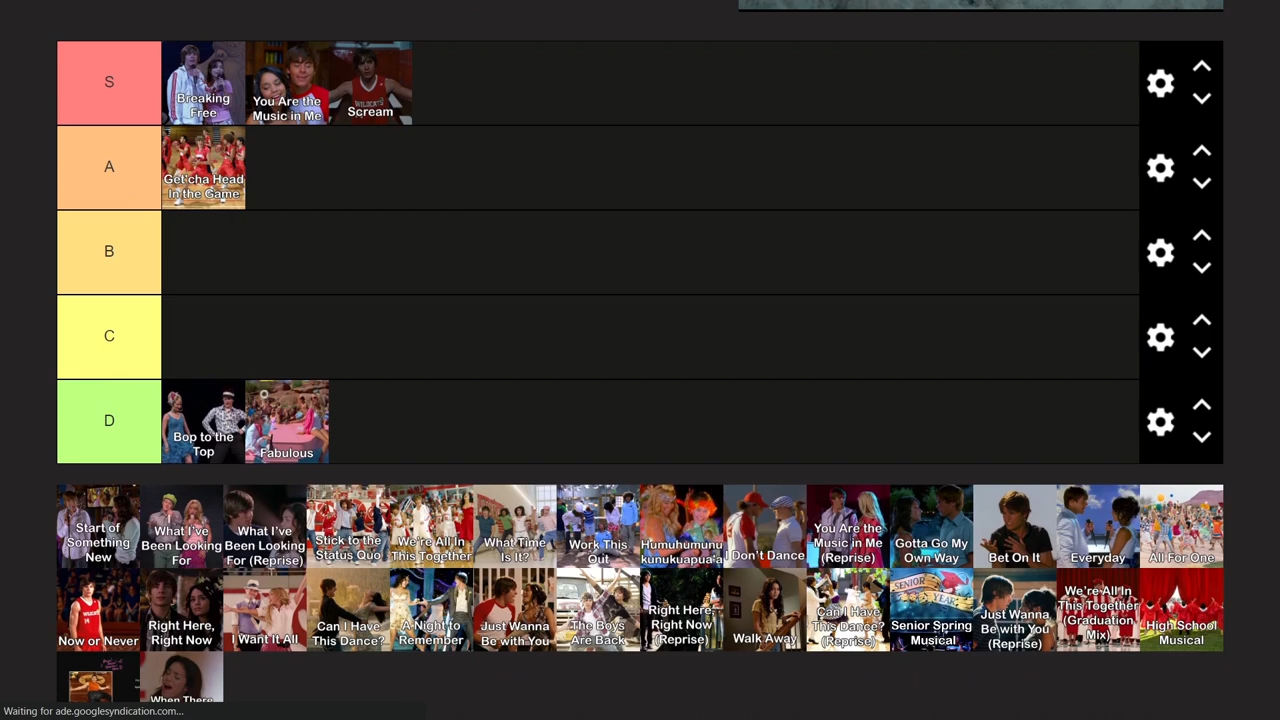 S
Breaking
Free
You Are the
Music in Me
Scream
A
Get'cha Head
In the Game
B
C
D
Bop to the
Top
Fabulous
Start of
Something
New
What I've
Been Looking
For
What I've
Been Looking
For (Reprise)
Stick to the
Status Quo
We're All In
This Together
What Time
Is It?
Work This
Out
Humuhumunu
kunukuapua'a
Don't Dance
You Are the
Music in Me
(Reprise)
Gotta Go My
Own Way
Bet On It
Everyday
All For One
Now or Never
Right Here,
Right Now
I Want It All
Can I Have
This Dance?
A Night to
Remember
Just Wanna
Be with You
The Boys
Are Back
Right Here,
Right Now
(Reprise)
Walk Away
Can I Have
This Dance?
(Reprise)
Senior Spring
Musical
Just Wanna
Be with You
(Reprise)
We're All In
This Together
(Graduation
Mix)
High School
Musical
When There
Waiting for ade.googlesyndication.com...